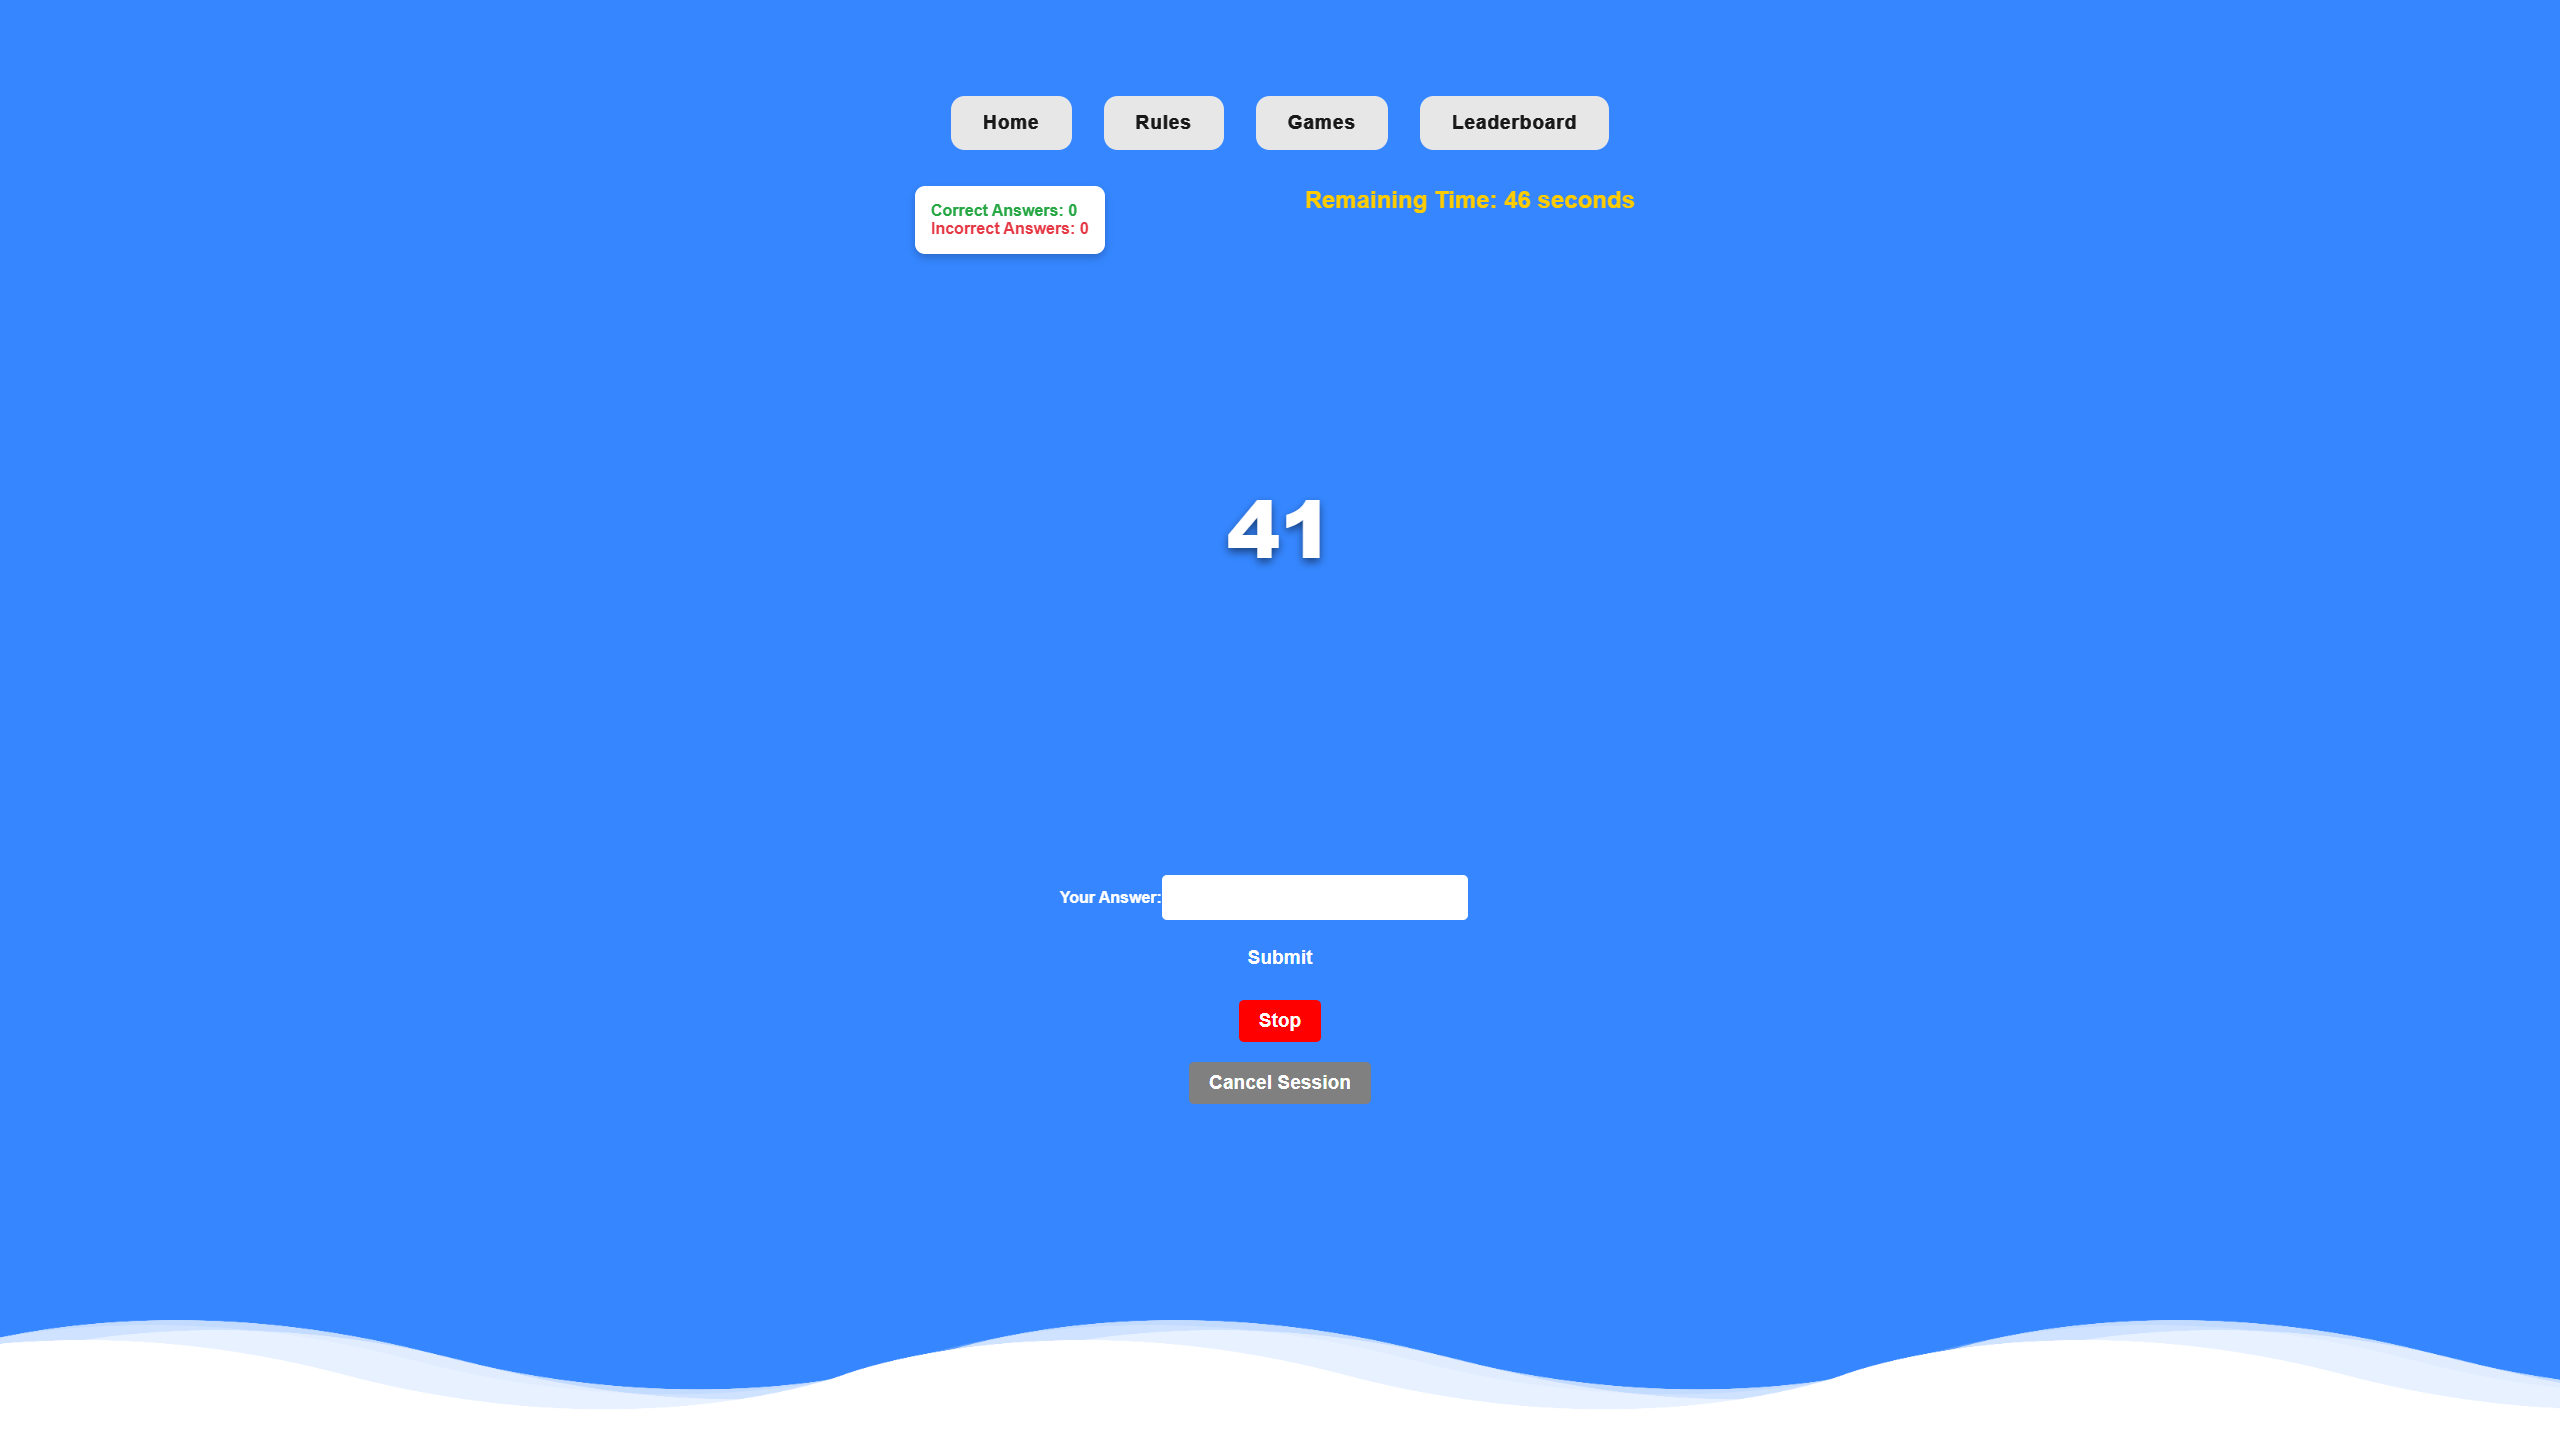 Home
Rules
Games
Leaderboard
Correct Answers: 0
Incorrect Answers: 0
Remaining Time: 46 seconds
41
Your Answer:
Submit
Stop
Cancel Session